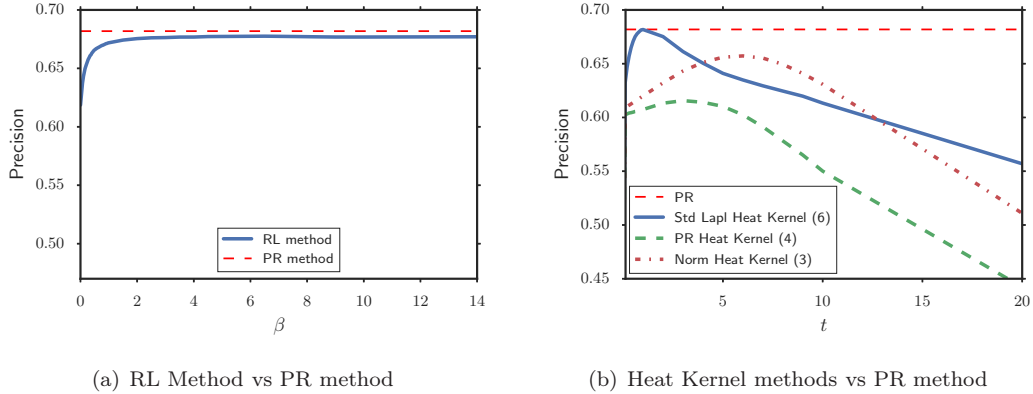 0.70
0.65
0.60
0.55
0.50
Precision
0 2 4 6 8 10 12 14
β
RL method
PR method
(a) RL Method vs PR method
0.70
0.65
0.60
0.55
0.50
0.45
Precision
5 10 15 20
t
PR
Std Lapl Heat Kernel (6)
PR Heat Kernel (4)
Norm Heat Kernel (3)
(b) Heat Kernel methods vs PR method